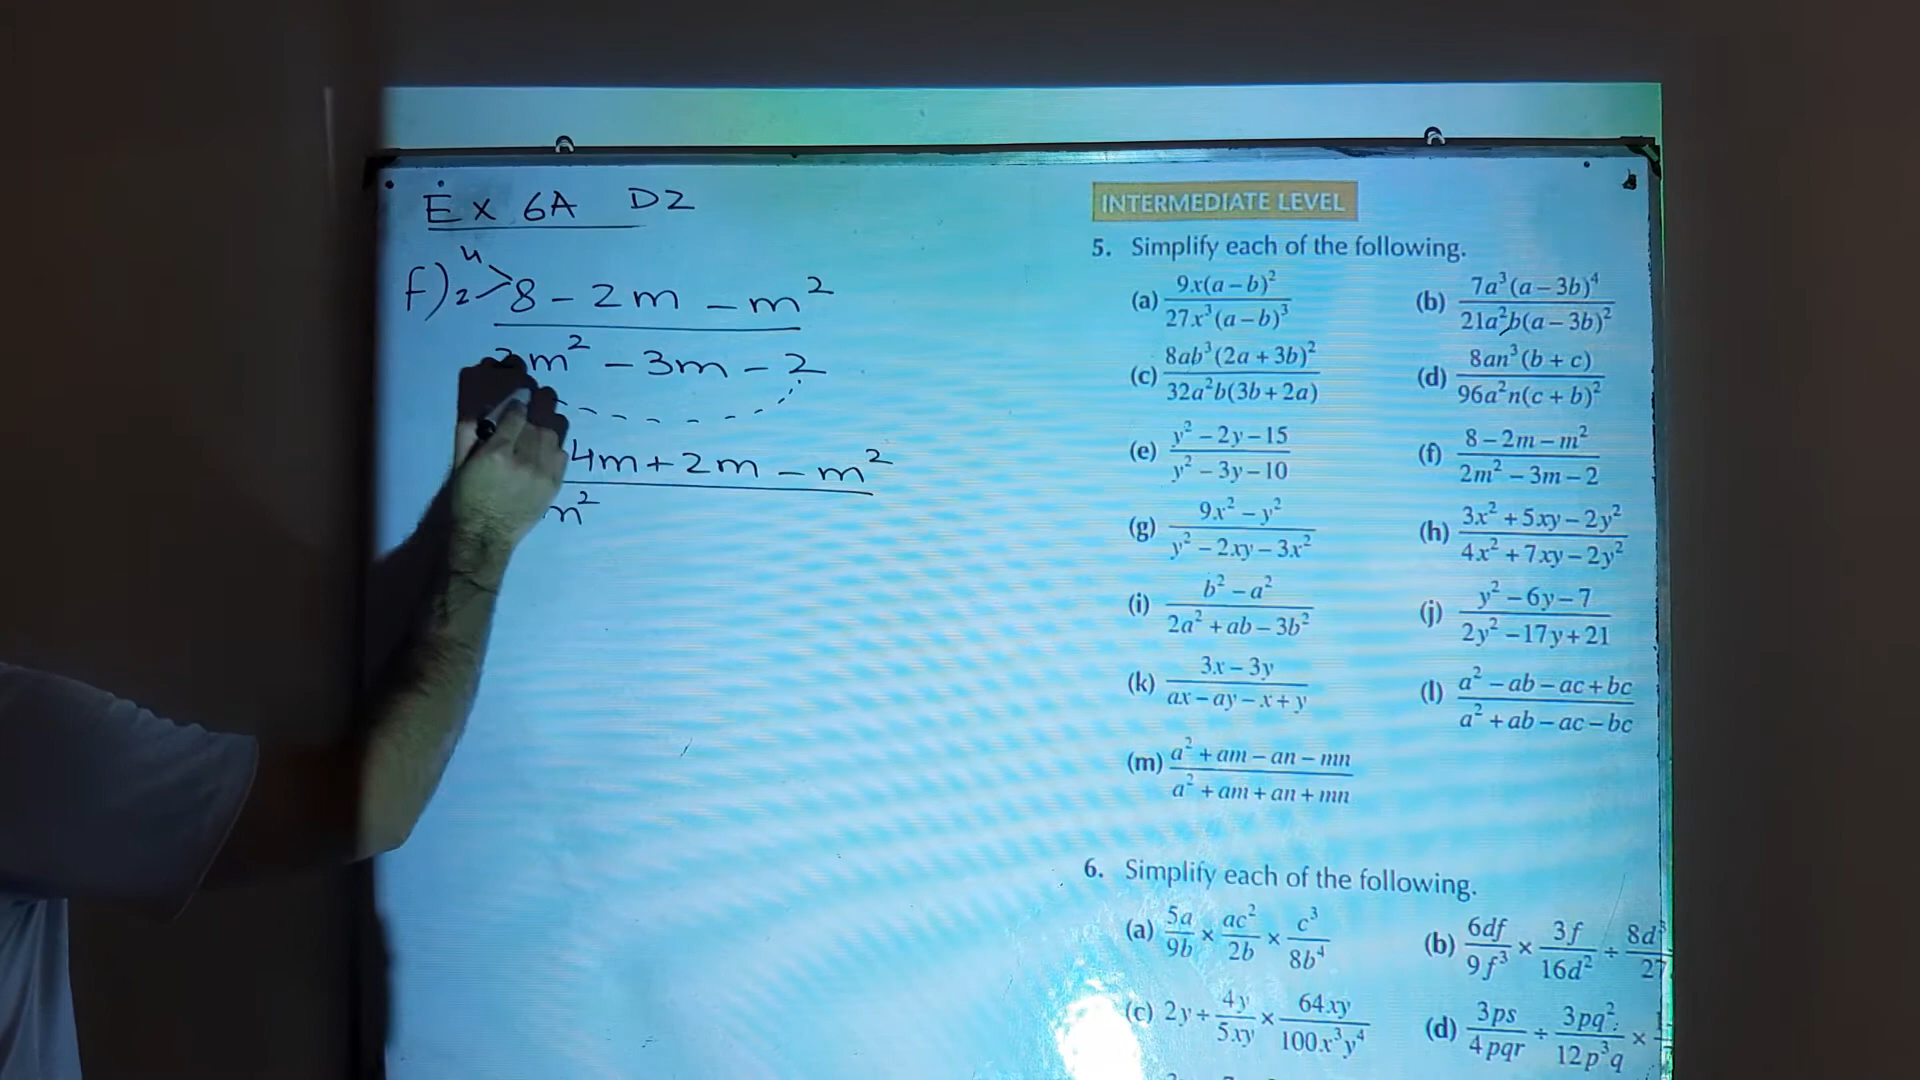 Ex 6A D2
f) 2 4 > 8 - 2m - m²
2m² - 3m - 2
4m + 2m - m²
m²
INTERMEDIATE LEVEL
5. Simplify each of the following.
(a) 9x(a – b)² / 27x³(a – b)³
(b) 7a³(a – 3b)⁴ / 21a²b(a – 3b)²
(c) 8ab³(2a + 3b)² / 32a²b(3b + 2a)
(d) 8an³(b + c) / 96a²n(c + b)²
(e) y² – 2y – 15 / y² – 3y – 10
(f) 8 – 2m – m² / 2m² – 3m – 2
(g) 9x² – y² / y² – 2xy – 3x²
(h) 3x² + 5xy – 2y² / 4x² + 7xy – 2y²
(i) b² – a² / 2a² + ab – 3b²
(j) y² – 6y – 7 / 2y² – 17y + 21
(k) 3x – 3y / ax – ay – x + y
(l) a² – ab – ac + bc / a² + ab – ac – bc
(m) a² + am – an – mn / a² + am + an + mn
6. Simplify each of the following.
(a) 5a/9b × ac²/2b × c³/8b⁴
(b) 6df/9f³ × 3f/16d² ÷ 8d³/27
(c) 2y ÷ 4y/5xy × 64xy/100x³y⁴
(d) 3ps/4pqr ÷ 3pq²/12p³q ×